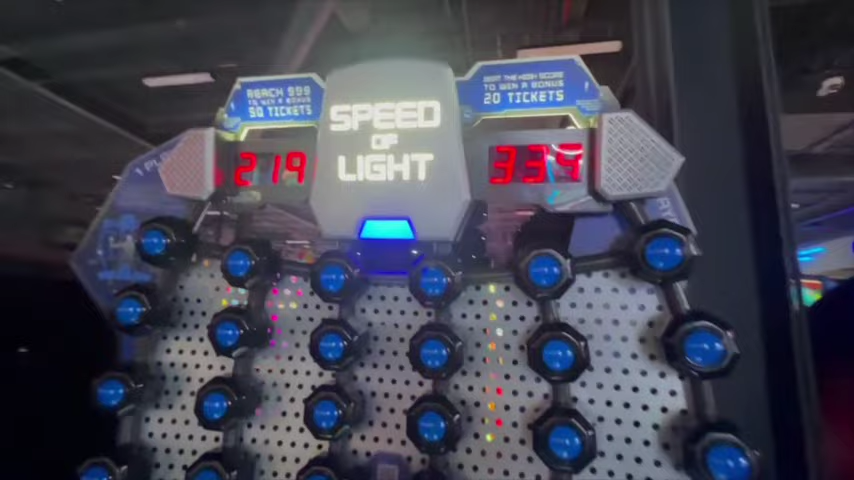 REACH 999
TO WIN A BONUS
50 TICKETS
SPEED
OF
LIGHT
BEAT THE HIGH SCORE
TO WIN A BONUS
20 TICKETS
219
339